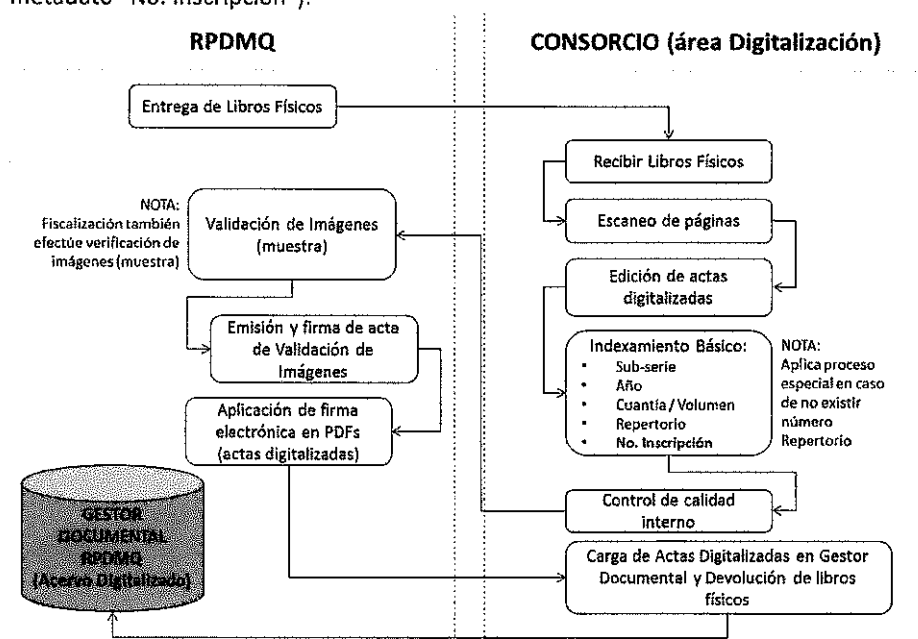 metadato "No. Inscripción").
RPDMQ
CONSORCIO (área Digitalización)
Entrega de Libros Físicos
Recibir Libros Físicos
NOTA:
Fiscalización también
efectúe verificación de
imágenes (muestra)
Validación de Imágenes
(muestra)
Escaneo de páginas
Edición de actas
digitalizadas
Emisión y firma de acta
de Validación de
Imágenes
Indexamiento Básico:
• Sub-serie
• Año
• Cuantía / Volumen
• Repertorio
• No. Inscripción
NOTA:
Aplica proceso
especial en caso
de no existir
número
Repertorio
Aplicación de firma
electrónica en PDFs
(actas digitalizadas)
Control de calidad
interno
GESTOR
DOCUMENTAL
RPDMQ
(Acervo Digitalizado)
Carga de Actas Digitalizadas en Gestor
Documental y Devolución de libros
físicos